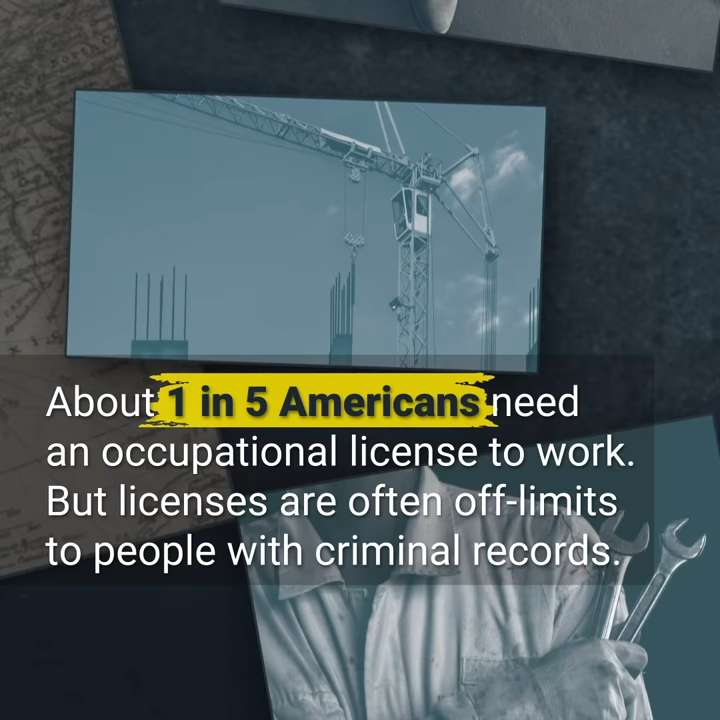 About 1 in 5 Americans need
an occupational license to work.
But licenses are often off-limits
to people with criminal records.